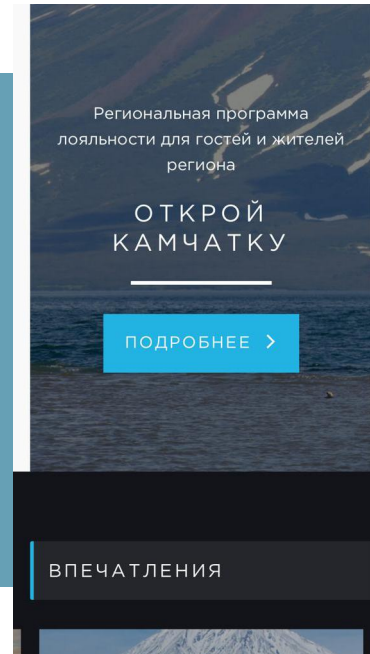 Региональная программа
лояльности для гостей и жителей
региона
ОТКРОЙ
КАМЧАТКУ
ПОДРОБНЕЕ
ВПЕЧАТЛЕНИЯ